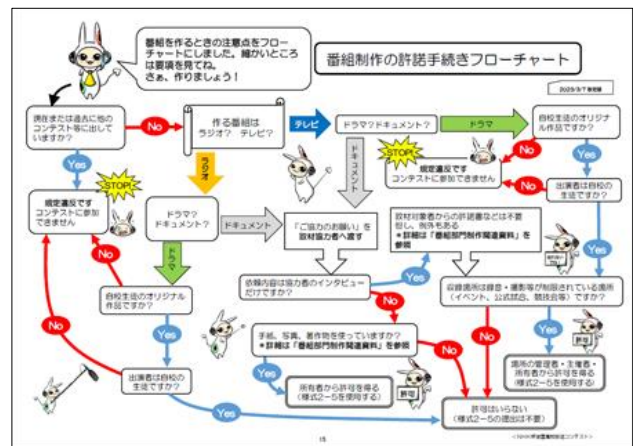 番組を作るときの注意点をフロー
チャートにしました。細かいところ
は要項を見てね。
さぁ、作りましょう！
番組制作の許諾手続きフローチャート
現在または過去に他の
コンテスト等に出して
いますか？
No
作る番組は
ラジオ？ テレビ？
テレビ
ドラマ？ドキュメント？
ドラマ
自校生徒のオリジナ
ル作品ですか？
Yes
STOP!
規定違反です
コンテストに参加
できません
ラジオ
ドキュメント
STOP!
規定違反です
コンテストに参加できません
No
Yes
No
出演者は自校の
生徒ですか？
ドラマ？
ドキュメント？
ドキュメント
「ご協力のお願い」を
取材協力者へ渡す
取材対象者からの許諾書などは不要
但し、例外もある
＊詳細は「番組部門制作関連資料」を
参照
Yes
ドラマ
No
自校生徒のオリジナル
作品ですか？
依頼内容は協力者のインタビュー
だけですか？
Yes
収録箇所は録音・撮影等が制限されている箇所
（イベント、公式試合、競技会等）ですか？
No
No
Yes
手紙、写真、著作物を使っていますか？
＊詳細は「番組部門制作関連資料」を参照
No
No
Yes
許可
箇所の管理者・主催者・
所有者から許可を得る
（様式2－5を使用する）
出演者は自校の
生徒ですか？
Yes
所有者から許可を得る
（様式2－5を使用する）
許可
Yes
許可はいらない
（様式2－5の提出は不要）
15